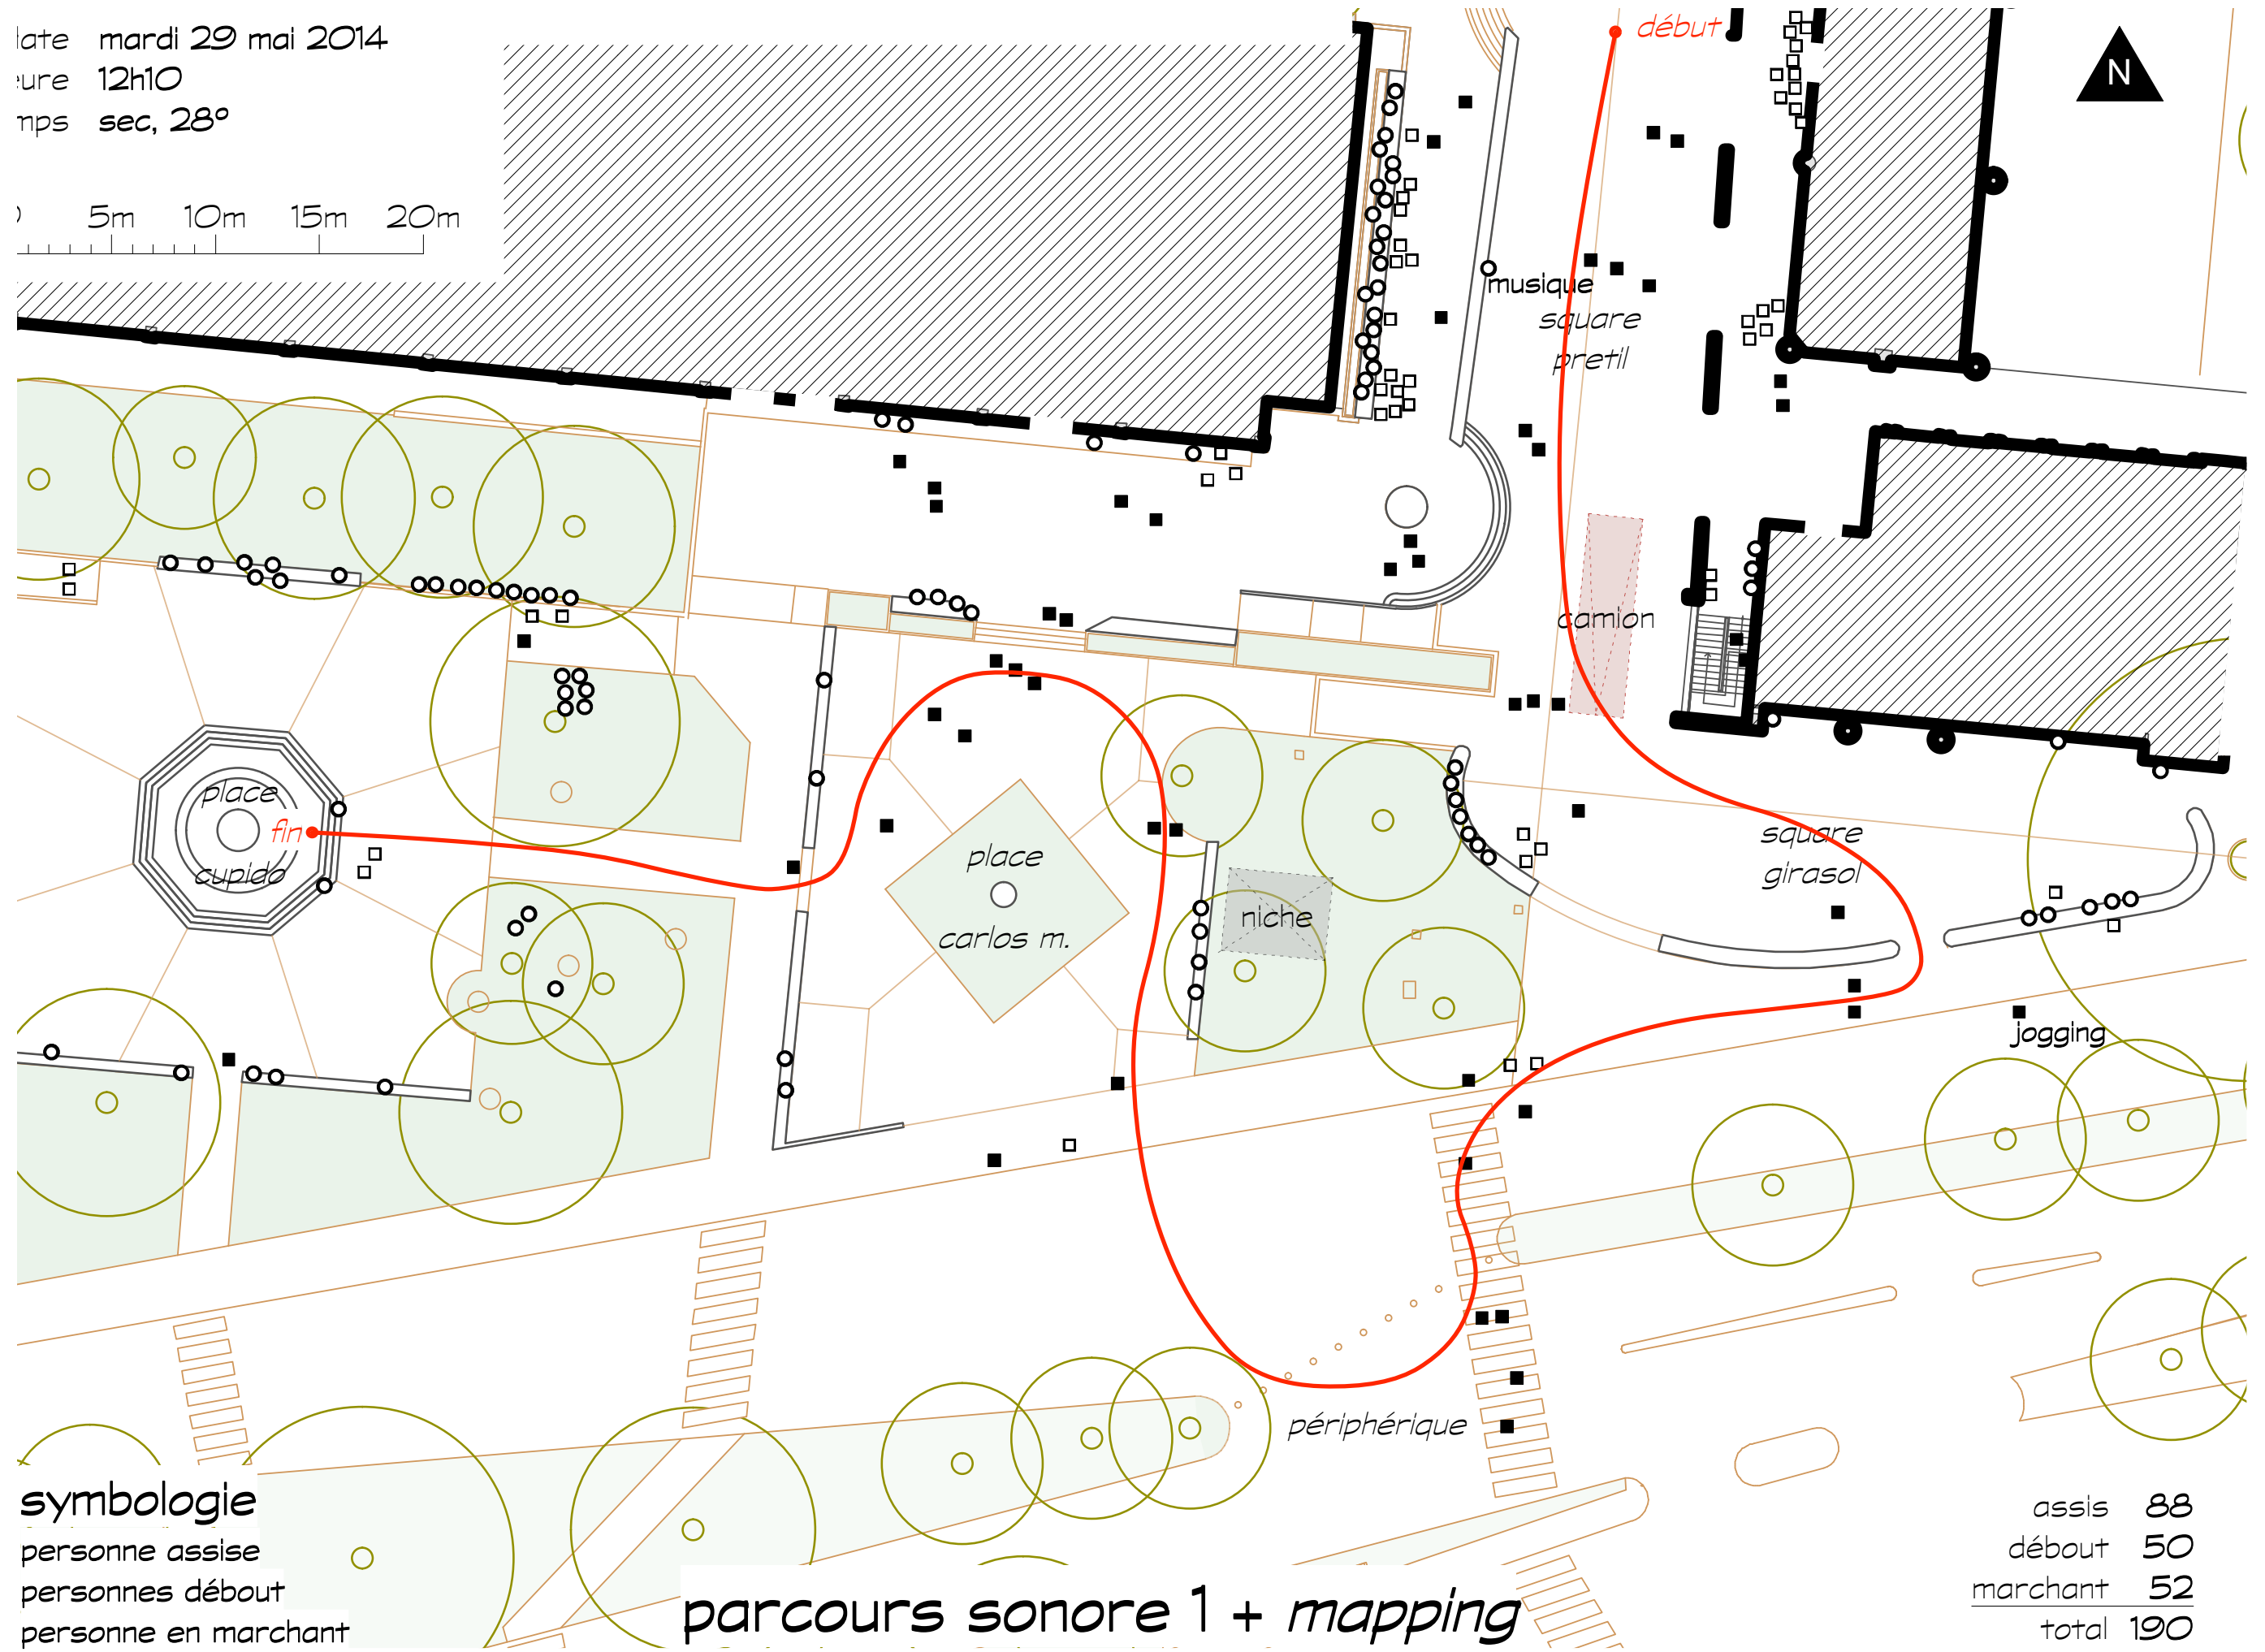 date mardi 29 mai 2014
eure 12h10
mps sec, 28°
5m 10m 15m 20m
début
N
musique
square
pretil
camion
place
fin
cupido
place
carlos m.
niche
square
girasol
jogging
périphérique
symbologie
personne assise
personnes débout
personne en marchant
parcours sonore 1 + mapping
assis 88
débout 50
marchant 52
total 190